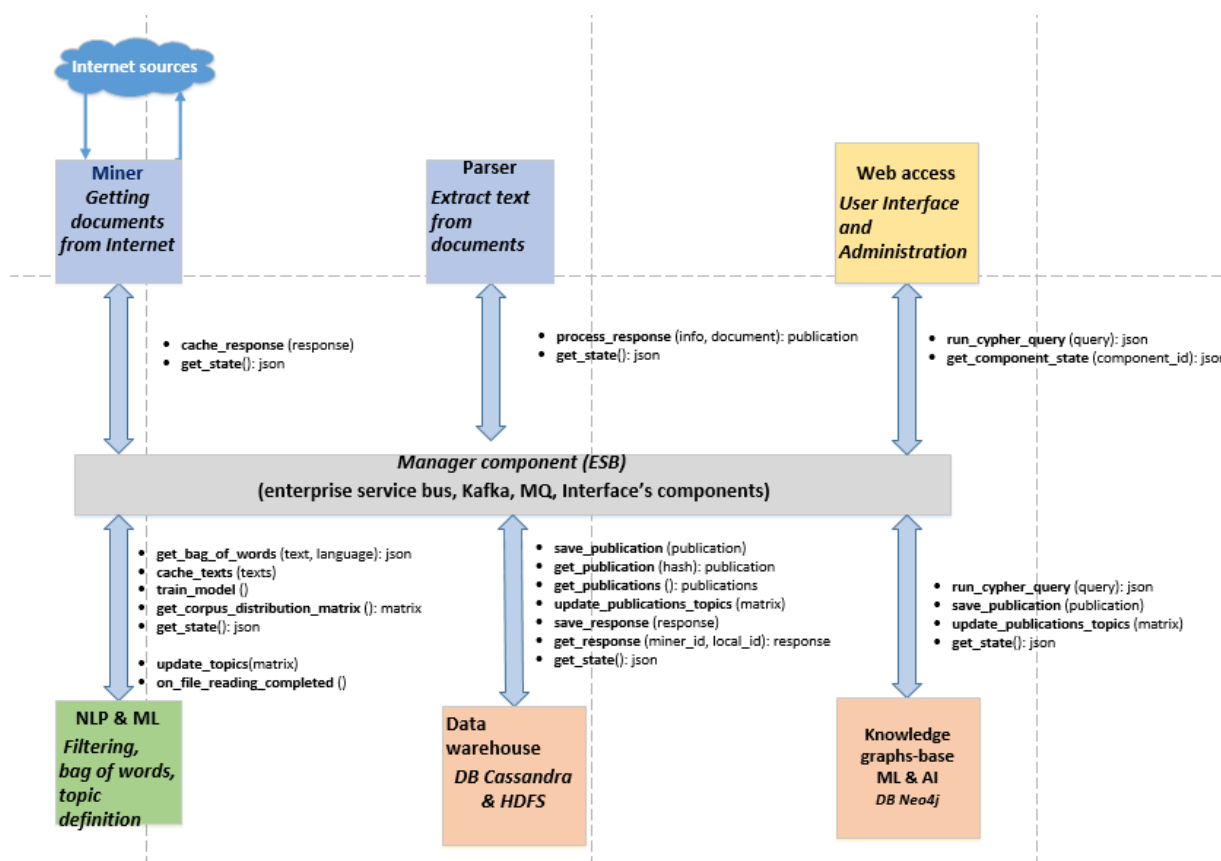 Internet sources
Miner
Getting
documents
from Internet
Parser
Extract text
from
documents
Web access
User Interface
and
Administration
• cache_response (response)
• get_state(): json
• process_response (info, document): publication
• get_state(): json
• run_cypher_query (query): json
• get_component_state (component_id): json
Manager component (ESB)
(enterprise service bus, Kafka, MQ, Interface's components)
• get_bag_of_words (text, language): json
• cache_texts (texts)
• train_model ()
• get_corpus_distribution_matrix (): matrix
• get_state(): json
• update_topics(matrix)
• on_file_reading_completed ()
• save_publication (publication)
• get_publication (hash): publication
• get_publications (): publications
• update_publications_topics (matrix)
• save_response (response)
• get_response (miner_id, local_id): response
• get_state(): json
• run_cypher_query (query): json
• save_publication (publication)
• update_publications_topics (matrix)
• get_state(): json
NLP & ML
Filtering,
bag of words,
topic
definition
Data
warehouse
DB Cassandra
& HDFS
Knowledge
graphs-base
ML & AI
DB Neo4j